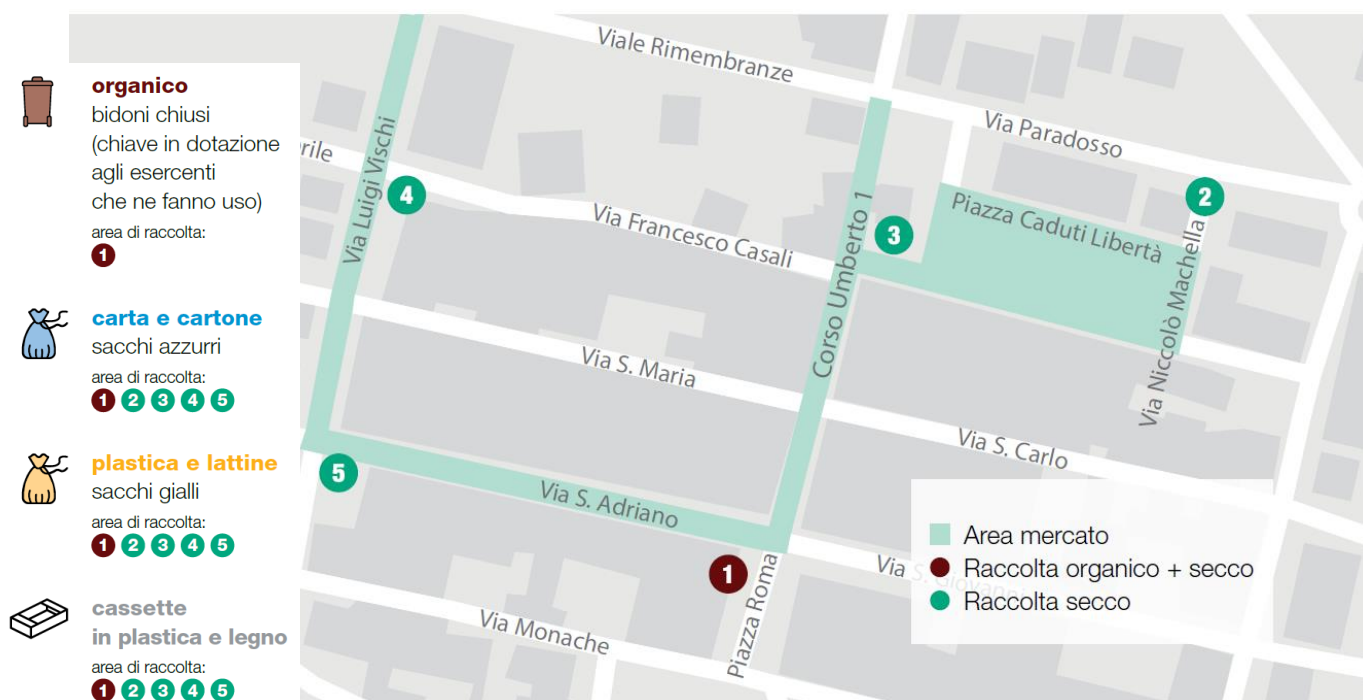 organico
bidoni chiusi
(chiave in dotazione
agli esercenti
che ne fanno uso)
area di raccolta:
1
carta e cartone
sacchi azzurri
area di raccolta:
1 2 3 4 5
plastica e lattine
sacchi gialli
area di raccolta:
1 2 3 4 5
cassette
in plastica e legno
area di raccolta:
1 2 3 4 5
Viale Rimembranze
Via Paradosso
rile
Via Luigi Vischi
4
Via Francesco Casali
Corso Umberto 1
3
Piazza Caduti Libertà
2
Via Niccolò Machella
Via S. Maria
Via S. Carlo
5
Via S. Adriano
1
Piazza Roma
Via S. Giovanni
Via Monache
Area mercato
Raccolta organico + secco
Raccolta secco